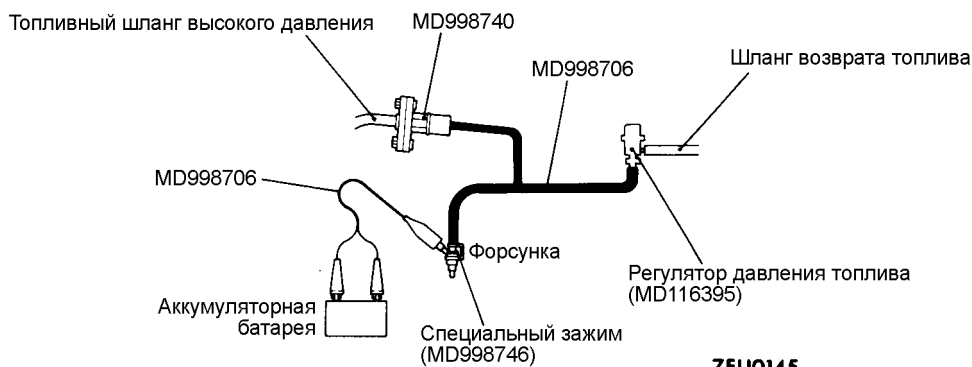 Топливный шланг высокого давления
MD998740
Шланг возврата топлива
MD998706
MD998706
Форсунка
Регулятор давления топлива
(MD116395)
Аккумуляторная
батарея
Специальный зажим
(MD998746)